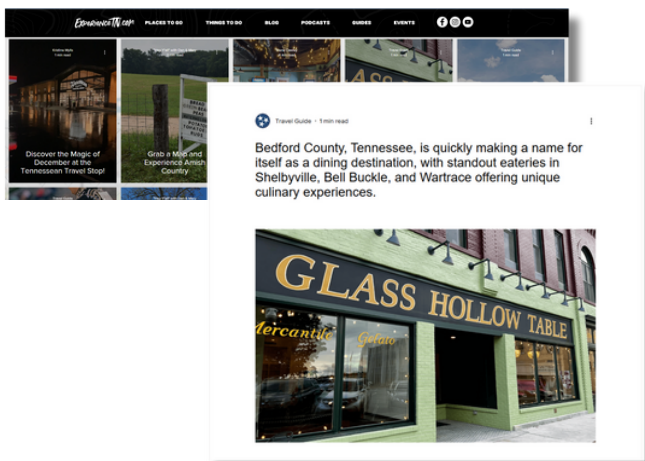 ExperienceTN.com
PLACES TO GO
THINGS TO DO
BLOG
PODCASTS
GUIDES
EVENTS
1 min read
Discover the Magic of
December at the
Tennessean Travel Stop!
Grab a Map and
Experience Amish
Country
Travel Guide • 1 min read
Bedford County, Tennessee, is quickly making a name for
itself as a dining destination, with standout eateries in
Shelbyville, Bell Buckle, and Wartrace offering unique
culinary experiences.
GLASS HOLLOW TABLE
Mercantile
Gelato